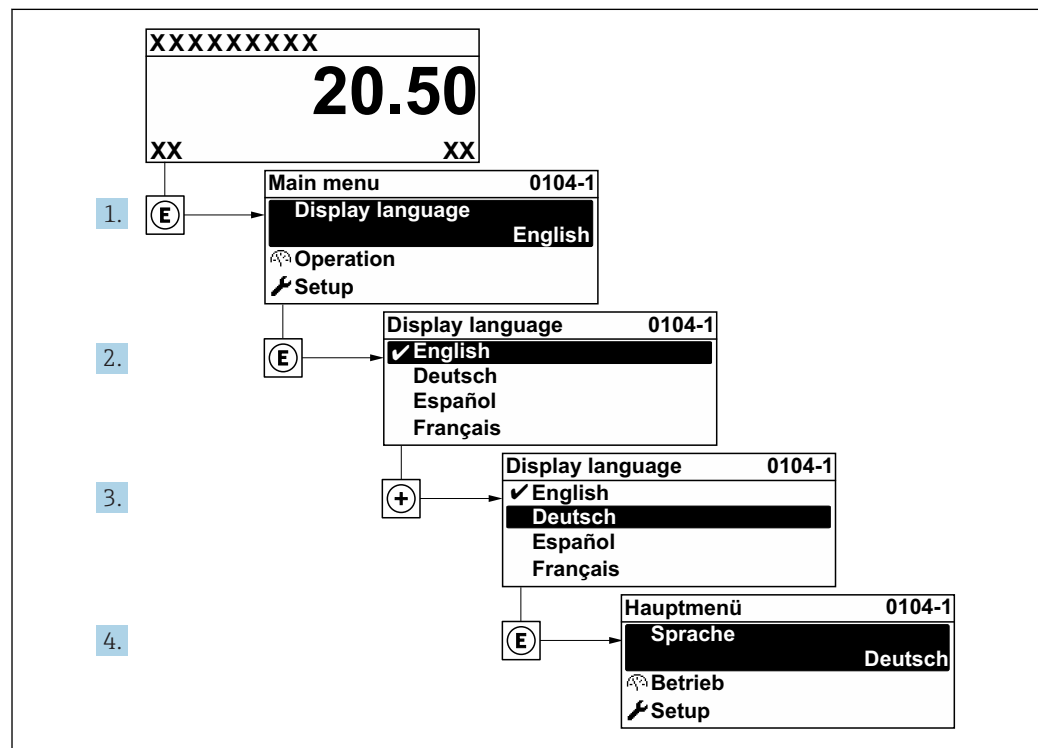 XXXXXXXXX
20.50
XX XX
1. E
Main menu 0104-1
Display language
English
Operation
Setup
2. E
Display language 0104-1
✔English
Deutsch
Español
Français
3. +
Display language 0104-1
✔English
Deutsch
Español
Français
4. E
Hauptmenü 0104-1
Sprache
Deutsch
Betrieb
Setup